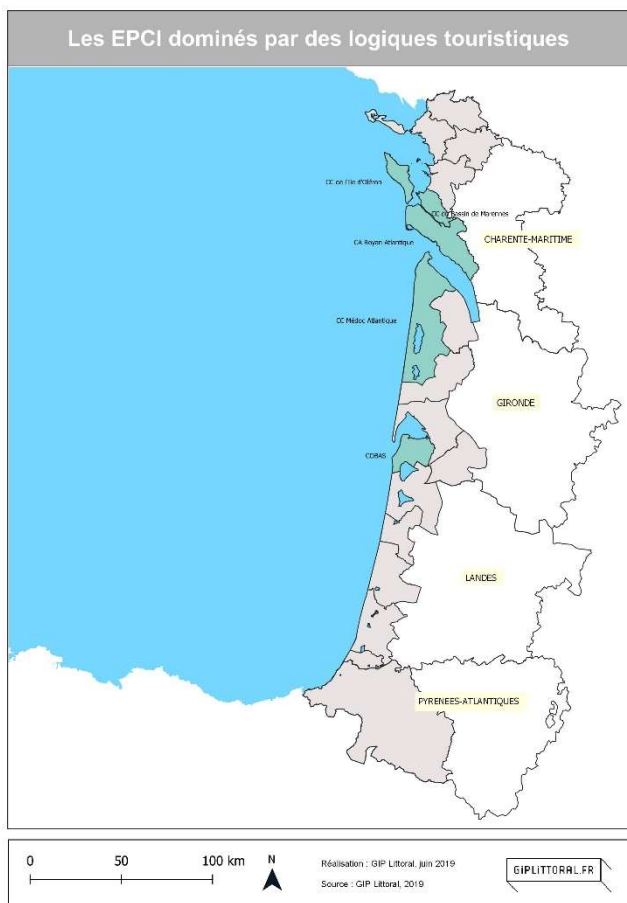 Les EPCI dominés par des logiques touristiques
CC de l'Ile d'Oléron
CC du Bassin de Marennes
CA Royan Atlantique
CHARENTE-MARITIME
CC Médoc Atlantique
GIRONDE
COBAS
LANDES
PYRENEES-ATLANTIQUES
0 50 100 km
N
Réalisation : GIP Littoral, juin 2019
Source : GIP Littoral, 2019
GIPLITTORAL.FR